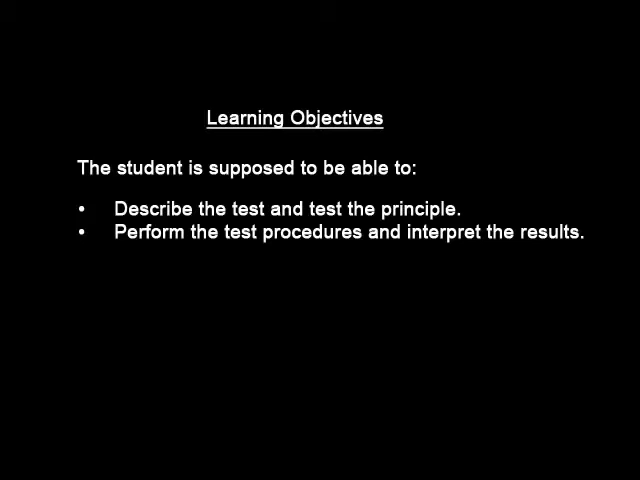 Learning Objectives
The student is supposed to be able to:
• Describe the test and test the principle.
• Perform the test procedures and interpret the results.